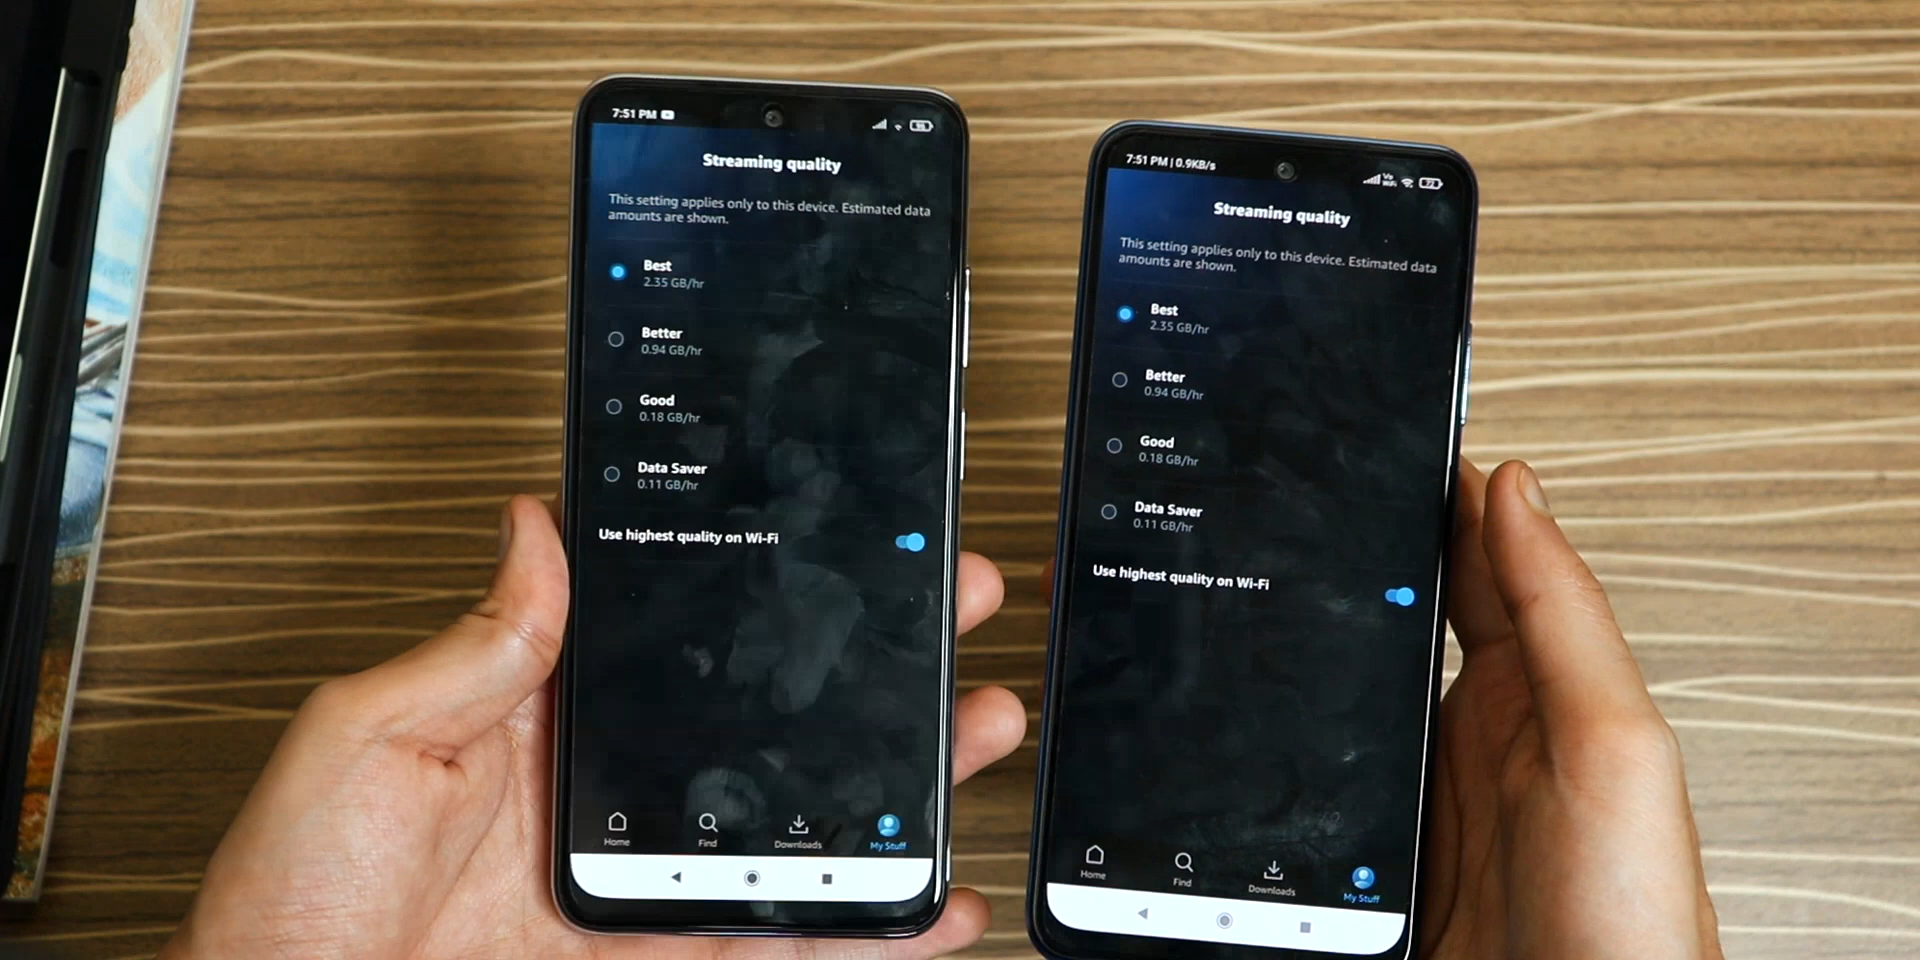 7:51 PM
Streaming quality
This setting applies only to this device. Estimated data
amounts are shown.
Best
2.35 GB/hr
Better
0.94 GB/hr
Good
0.18 GB/hr
Data Saver
0.11 GB/hr
Use highest quality on Wi-Fi
Home
Find
Downloads
My Stuff
7:51 PM | 0.9KB/s
Vo
WiFi
72
Streaming quality
This setting applies only to this device. Estimated data
amounts are shown.
Best
2.35 GB/hr
Better
0.94 GB/hr
Good
0.18 GB/hr
Data Saver
0.11 GB/hr
Use highest quality on Wi-Fi
Home
Find
Downloads
My Stuff